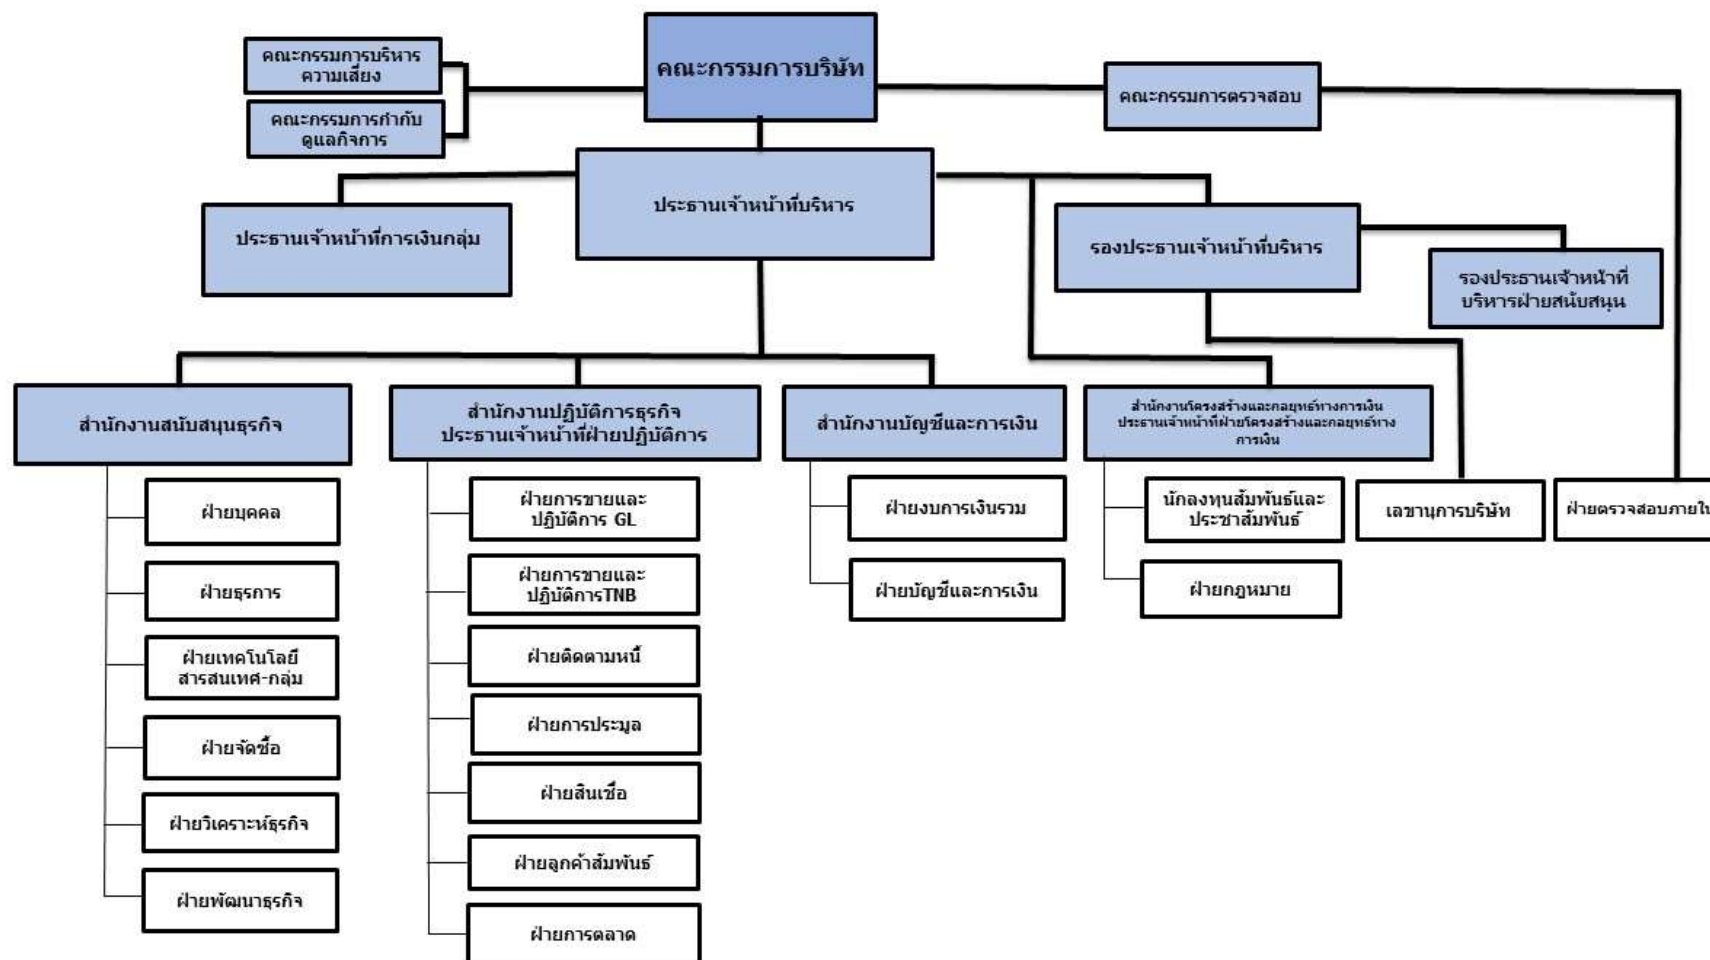 คณะกรรมการบริษัท
คณะกรรมการบริหาร
ความเสี่ยง
คณะกรรมการกำกับ
ดูแลกิจการ
คณะกรรมการตรวจสอบ
ประธานเจ้าหน้าที่บริหาร
ประธานเจ้าหน้าที่การเงินกลุ่ม
รองประธานเจ้าหน้าที่บริหาร
รองประธานเจ้าหน้าที่
บริหารฝ่ายสนับสนุน
สำนักงานสนับสนุนธุรกิจ
สำนักงานปฏิบัติการธุรกิจ
ประธานเจ้าหน้าที่ฝ่ายปฏิบัติการ
สำนักงานบัญชีและการเงิน
สำนักงานโครงสร้างและกลยุทธ์ทางการเงิน
ประธานเจ้าหน้าที่ฝ่ายโครงสร้างและกลยุทธ์ทาง
การเงิน
ฝ่ายบุคคล
ฝ่ายธุรการ
ฝ่ายเทคโนโลยี
สารสนเทศ-กลุ่ม
ฝ่ายจัดซื้อ
ฝ่ายวิเคราะห์ธุรกิจ
ฝ่ายพัฒนาธุรกิจ
ฝ่ายการขายและ
ปฏิบัติการ GL
ฝ่ายการขายและ
ปฏิบัติการTNB
ฝ่ายติดตามหนี้
ฝ่ายการประมูล
ฝ่ายสินเชื่อ
ฝ่ายลูกค้าสัมพันธ์
ฝ่ายการตลาด
ฝ่ายงบการเงินรวม
ฝ่ายบัญชีและการเงิน
นักลงทุนสัมพันธ์และ
ประชาสัมพันธ์
ฝ่ายกฎหมาย
เลขานุการบริษัท
ฝ่ายตรวจสอบภายใน